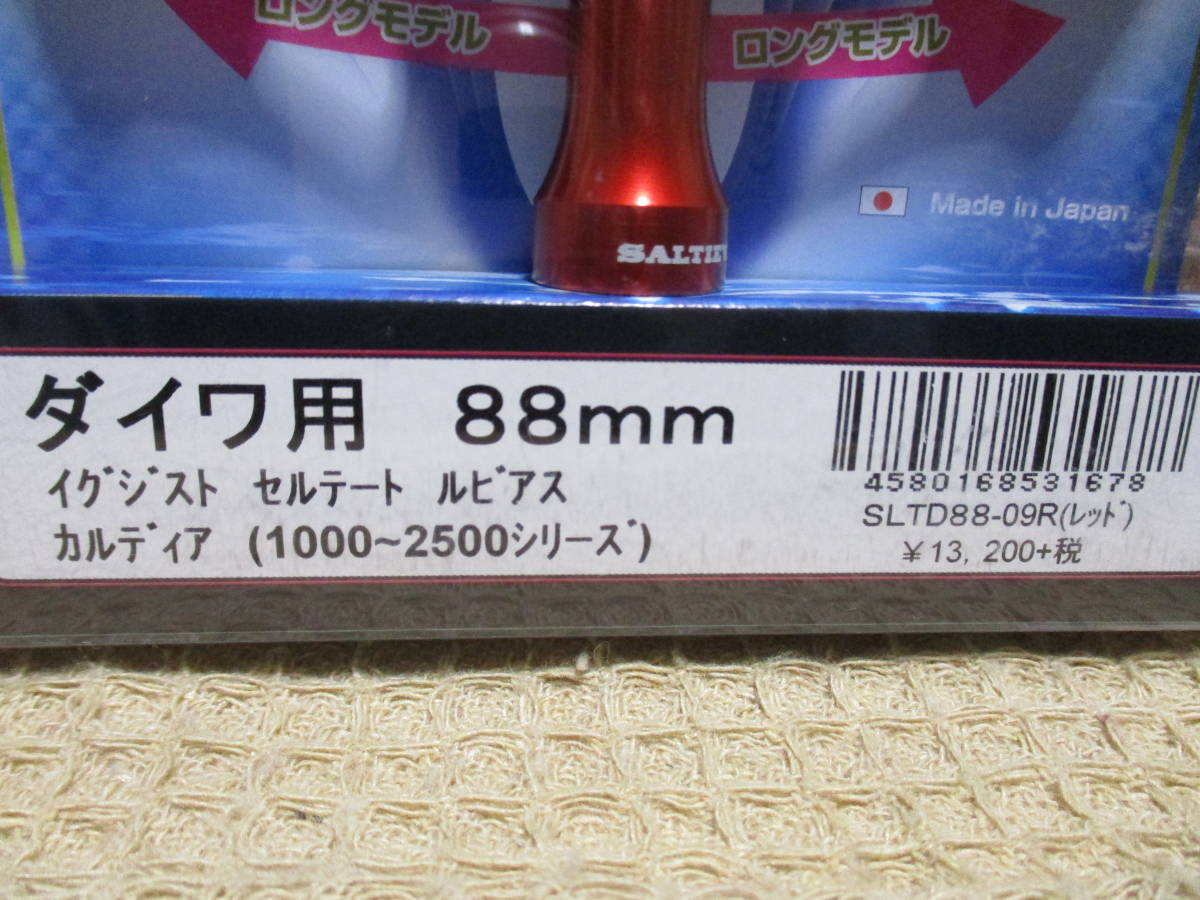 ロングモデル
ロングモデル
Made in Japan
ダイワ用 88mm
イグジスト セルテート ルビアス
カルディア (1000~2500シリーズ)
4580168531678
SLTD88-09R(レッド)
¥13, 200+税